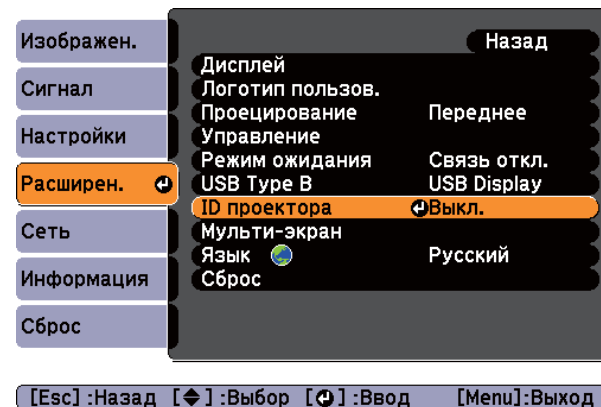 Изображен.
Сигнал
Настройки
Расширен.
Сеть
Информация
Сброс
Назад
Дисплей
Логотип пользов.
Проецирование Переднее
Управление
Режим ожидания Связь откл.
USB Type B USB Display
ID проектора Выкл.
Мульти-экран
Язык Русский
Сброс
[Esc] :Назад [◆] :Выбор [⏎] :Ввод [Menu]:Выход